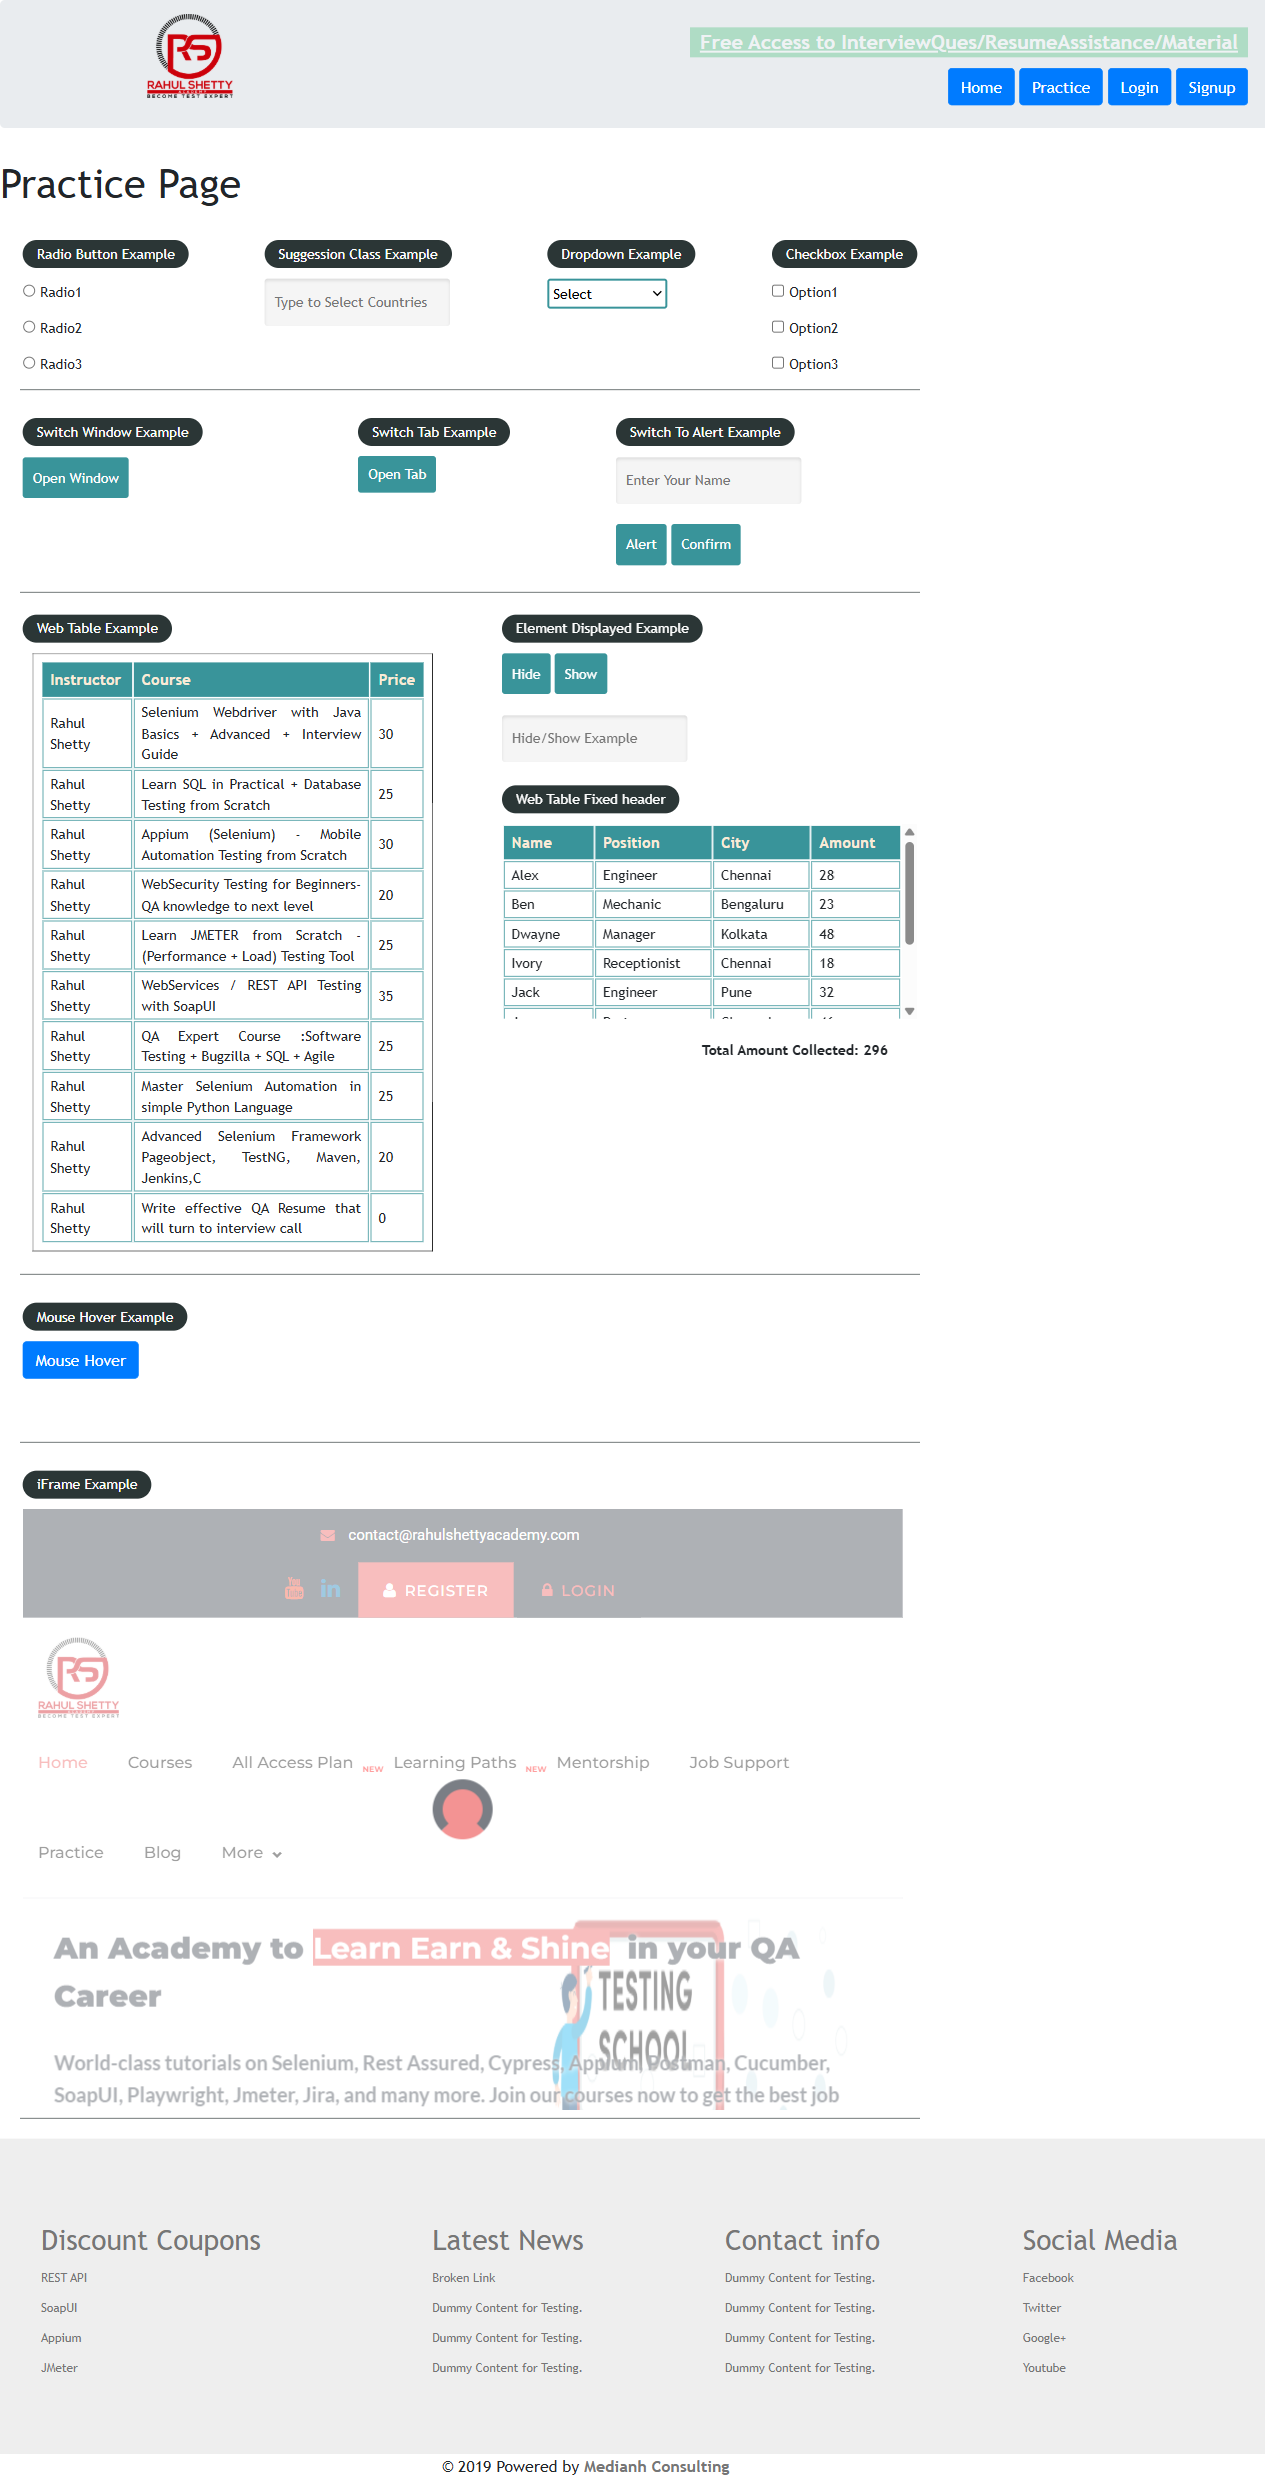 RAHUL SHETTY
ACADEMY
BECOME TEST EXPERT
Free Access to InterviewQues/ResumeAssistance/Material
Home Practice Login Signup
Practice Page
Radio Button Example
Radio1
Radio2
Radio3
Suggession Class Example
Type to Select Countries
Dropdown Example
Select
Checkbox Example
Option1
Option2
Option3
Switch Window Example
Open Window
Switch Tab Example
Open Tab
Switch To Alert Example
Enter Your Name
Alert Confirm
Web Table Example
Instructor Course Price
Rahul Shetty Selenium Webdriver with Java Basics + Advanced + Interview Guide 30
Rahul Shetty Learn SQL in Practical + Database Testing from Scratch 25
Rahul Shetty Appium (Selenium) - Mobile Automation Testing from Scratch 30
Rahul Shetty WebSecurity Testing for Beginners-QA knowledge to next level 20
Rahul Shetty Learn JMETER from Scratch - (Performance + Load) Testing Tool 25
Rahul Shetty WebServices / REST API Testing with SoapUI 35
Rahul Shetty QA Expert Course :Software Testing + Bugzilla + SQL + Agile 25
Rahul Shetty Master Selenium Automation in simple Python Language 25
Rahul Shetty Advanced Selenium Framework Pageobject, TestNG, Maven, Jenkins,C 20
Rahul Shetty Write effective QA Resume that will turn to interview call 0
Element Displayed Example
Hide Show
Hide/Show Example
Web Table Fixed header
Name Position City Amount
Alex Engineer Chennai 28
Ben Mechanic Bengaluru 23
Dwayne Manager Kolkata 48
Ivory Receptionist Chennai 18
Jack Engineer Pune 32
Total Amount Collected: 296
Mouse Hover Example
Mouse Hover
iFrame Example
contact@rahulshettyacademy.com
You Tube in REGISTER LOGIN
RAHUL SHETTY
ACADEMY
BECOME TEST EXPERT
Home Courses All Access Plan NEW Learning Paths NEW Mentorship Job Support
Practice Blog More
An Academy to Learn Earn & Shine in your QA
Career
TESTING
SCHOOL
World-class tutorials on Selenium, Rest Assured, Cypress, Appium, Postman, Cucumber,
SoapUI, Playwright, Jmeter, Jira, and many more. Join our courses now to get the best job
Discount Coupons
REST API
SoapUI
Appium
JMeter
Latest News
Broken Link
Dummy Content for Testing.
Dummy Content for Testing.
Dummy Content for Testing.
Contact info
Dummy Content for Testing.
Dummy Content for Testing.
Dummy Content for Testing.
Dummy Content for Testing.
Social Media
Facebook
Twitter
Google+
Youtube
© 2019 Powered by Medianh Consulting